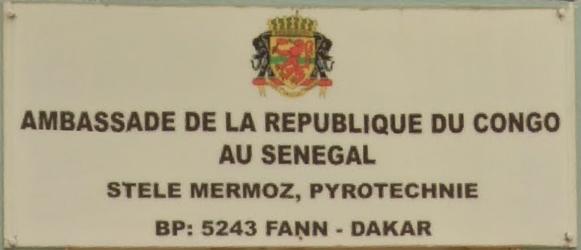 AMBASSADE DE LA REPUBLIQUE DU CONGO
AU SENEGAL
STELE MERMOZ, PYROTECHNIE
BP: 5243 FANN - DAKAR